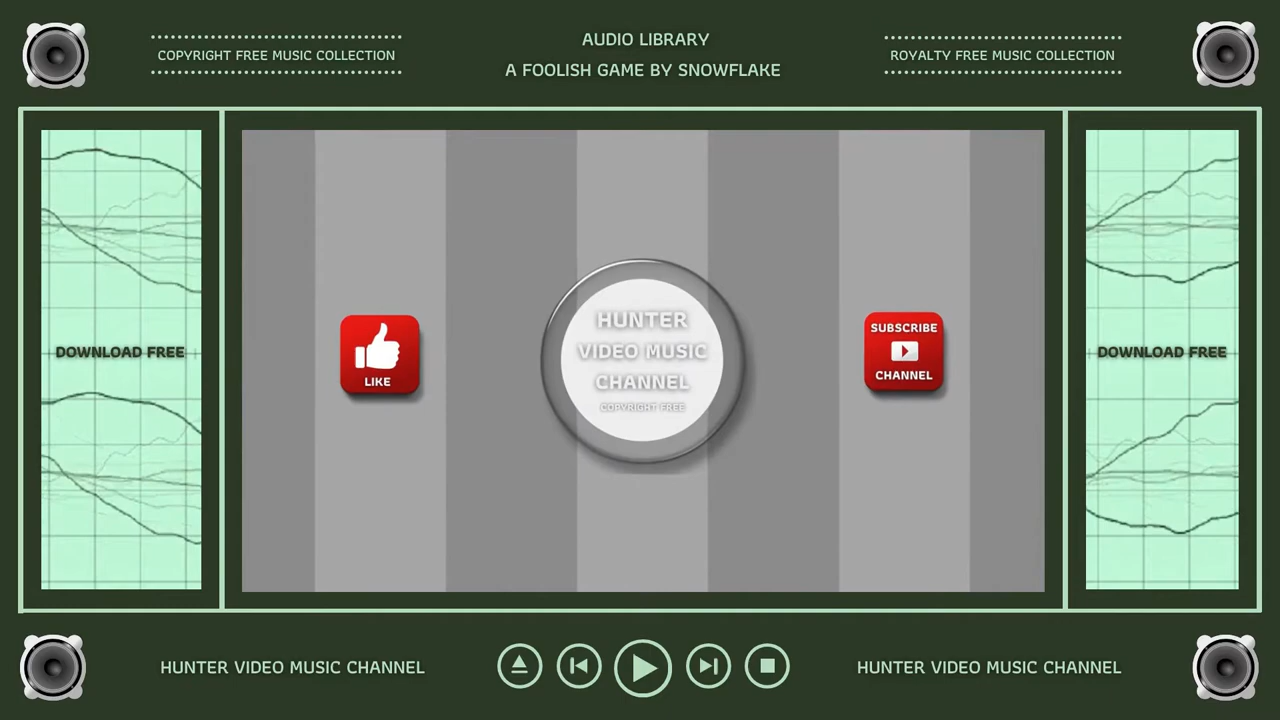 AUDIO LIBRARY
COPYRIGHT FREE MUSIC COLLECTION
ROYALTY FREE MUSIC COLLECTION
A FOOLISH GAME BY SNOWFLAKE
HUNTER
VIDEO MUSIC
CHANNEL
COPYRIGHT FREE
LIKE
SUBSCRIBE
CHANNEL
DOWNLOAD FREE
DOWNLOAD FREE
HUNTER VIDEO MUSIC CHANNEL
HUNTER VIDEO MUSIC CHANNEL